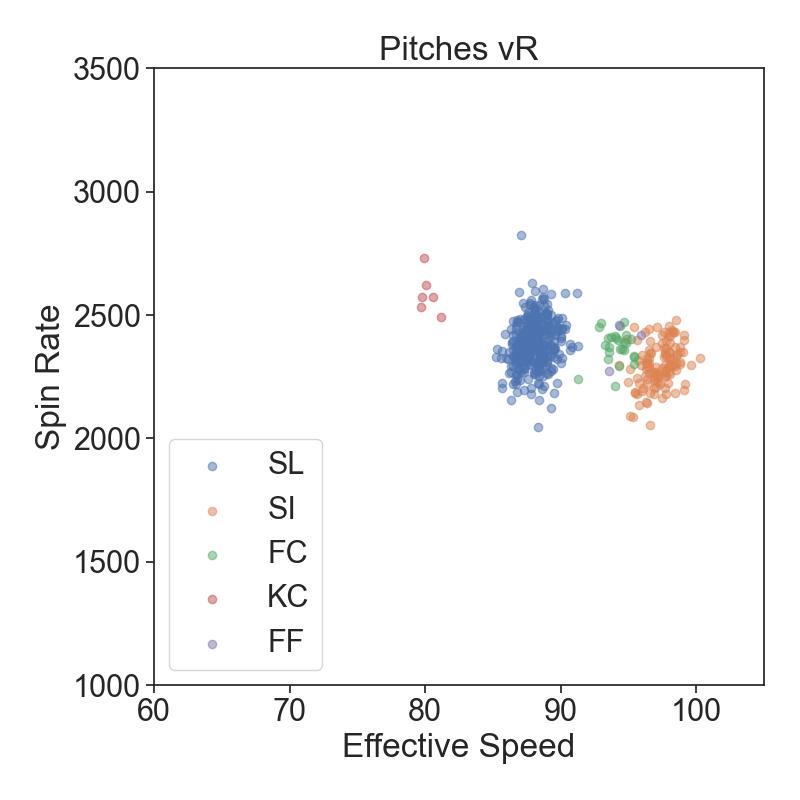 Pitches vR
Spin Rate
3500
3000
2500
2000
1500
1000
SL
SI
FC
KC
FF
60 70 80 90 100
Effective Speed